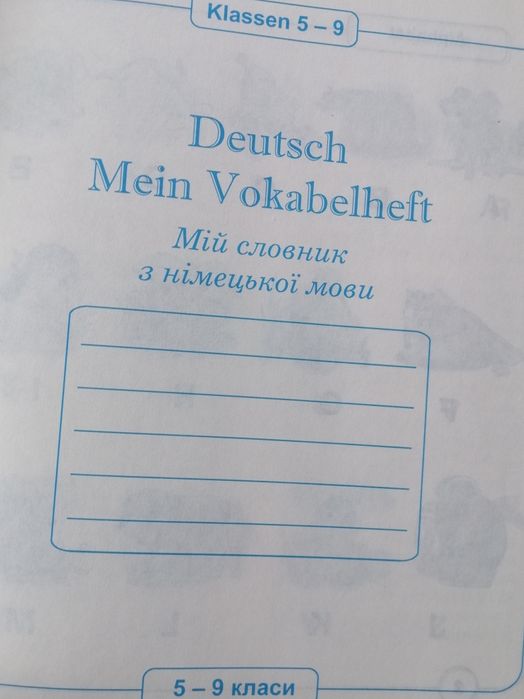 Klassen 5 – 9
Deutsch
Mein Vokabelheft
Мій словник
з німецької мови
5 – 9 класи